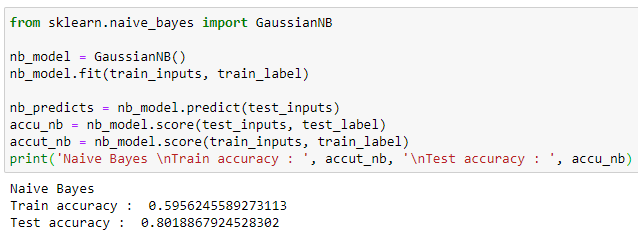 from sklearn.naive_bayes import GaussianNB
nb_model = GaussianNB()
nb_model.fit(train_inputs, train_label)
nb_predicts = nb_model.predict(test_inputs)
accu_nb = nb_model.score(test_inputs, test_label)
accut_nb = nb_model.score(train_inputs, train_label)
print('Naive Bayes \nTrain accuracy : ', accut_nb, '\nTest accuracy : ', accu_nb)
Naive Bayes
Train accuracy :  0.5956245589273113
Test accuracy :  0.8018867924528302